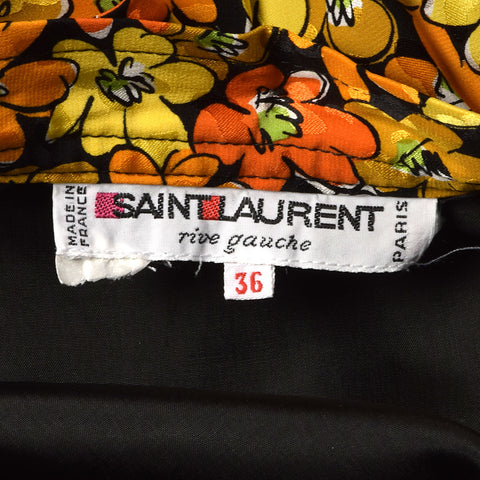 MADE IN
FRANCE
SAINT LAURENT
rive gauche
PARIS
36